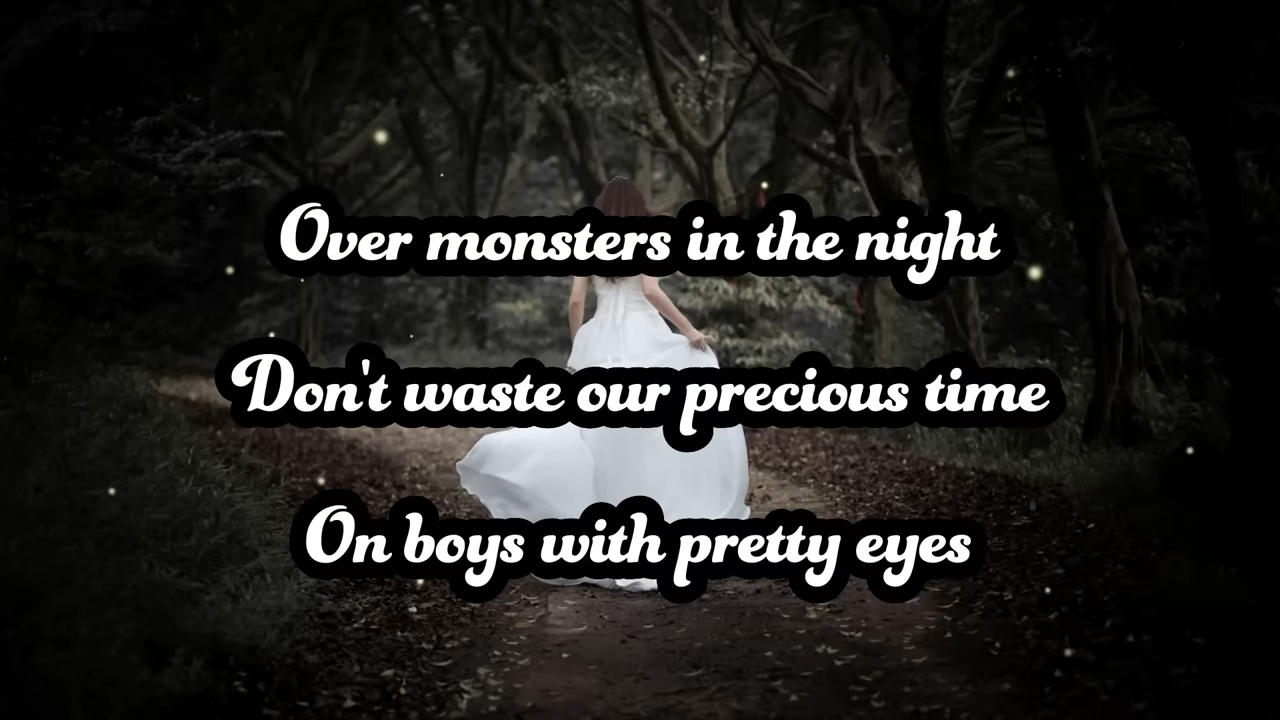 Over monsters in the night
Don't waste our precious time
On boys with pretty eyes